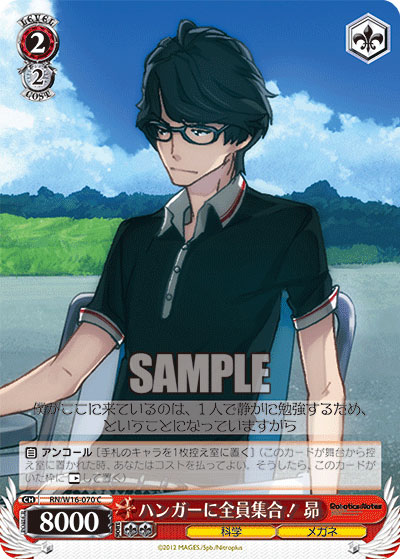 LEVEL
2
2
COST
SAMPLE
僕がここに来ているのは、1人で静かに勉強するため、
ということになっていますから
アンコール［手札のキャラを1枚控え室に置く］（このカードが舞台から
控え室に置かれた時、あなたはコストを払ってよい。そうしたら、このカードが
いた枠に　　して置く）
CH RN/W16-070 C
8000
ハンガーに全員集合！ 昴
Robotics;Notes
科学 メガネ
©2012 MAGES./5pb./Nitroplus